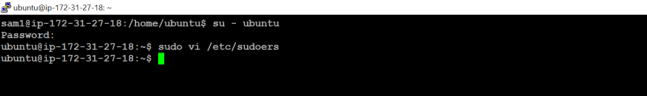 ubuntu@ip-172-31-27-18: ~
sam1@ip-172-31-27-18:/home/ubuntu$ su - ubuntu
Password:
ubuntu@ip-172-31-27-18:~$ sudo vi /etc/sudoers
ubuntu@ip-172-31-27-18:~$